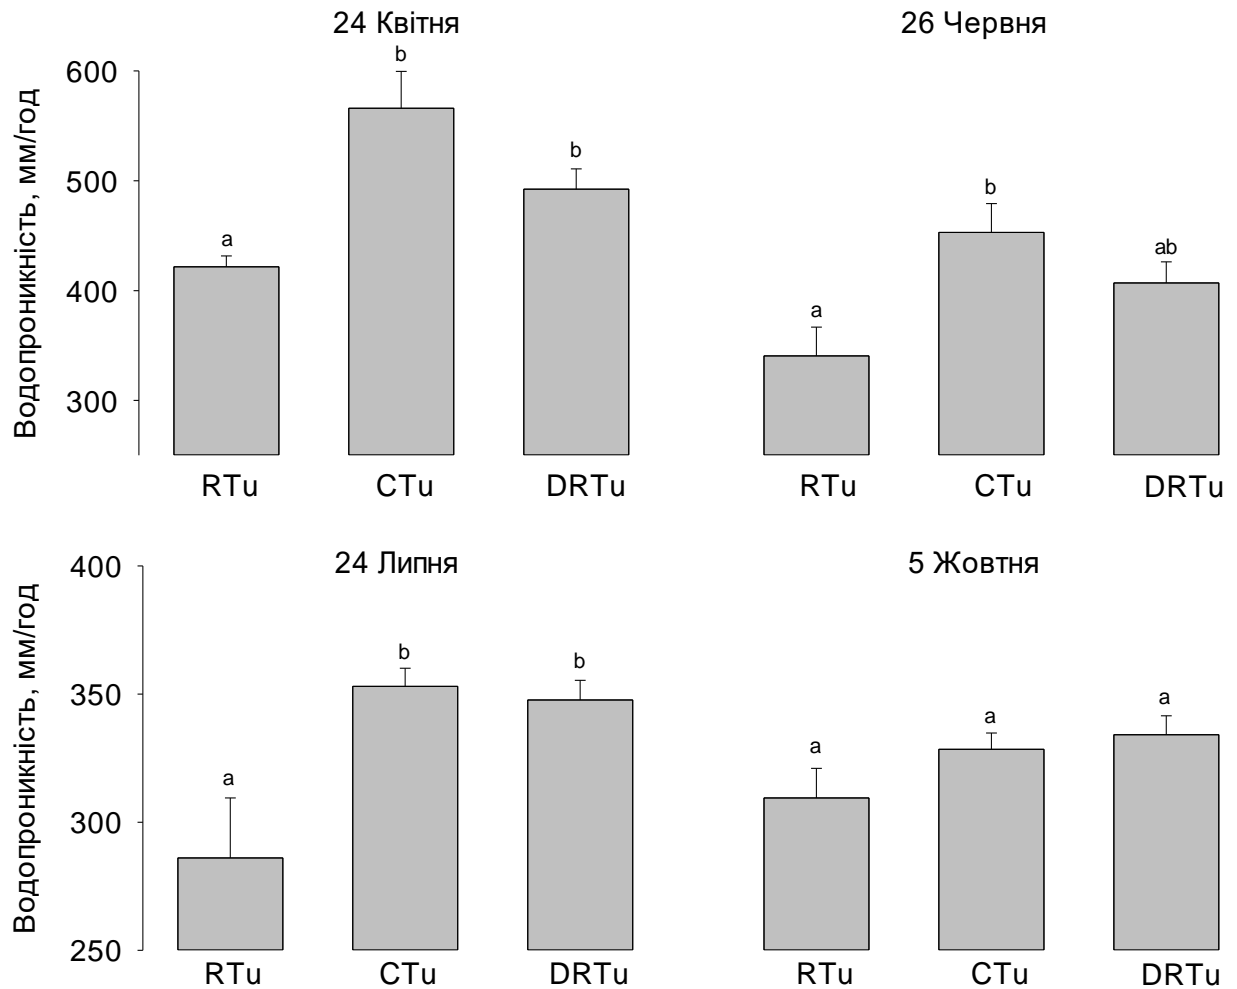 24 Квітня
26 Червня
Водопроникність, мм/год
600
500
400
300
b
b
a
b
ab
a
RTu
CTu
DRTu
RTu
CTu
DRTu
24 Липня
5 Жовтня
Водопроникність, мм/год
400
350
300
250
b
b
a
a
a
a
RTu
CTu
DRTu
RTu
CTu
DRTu